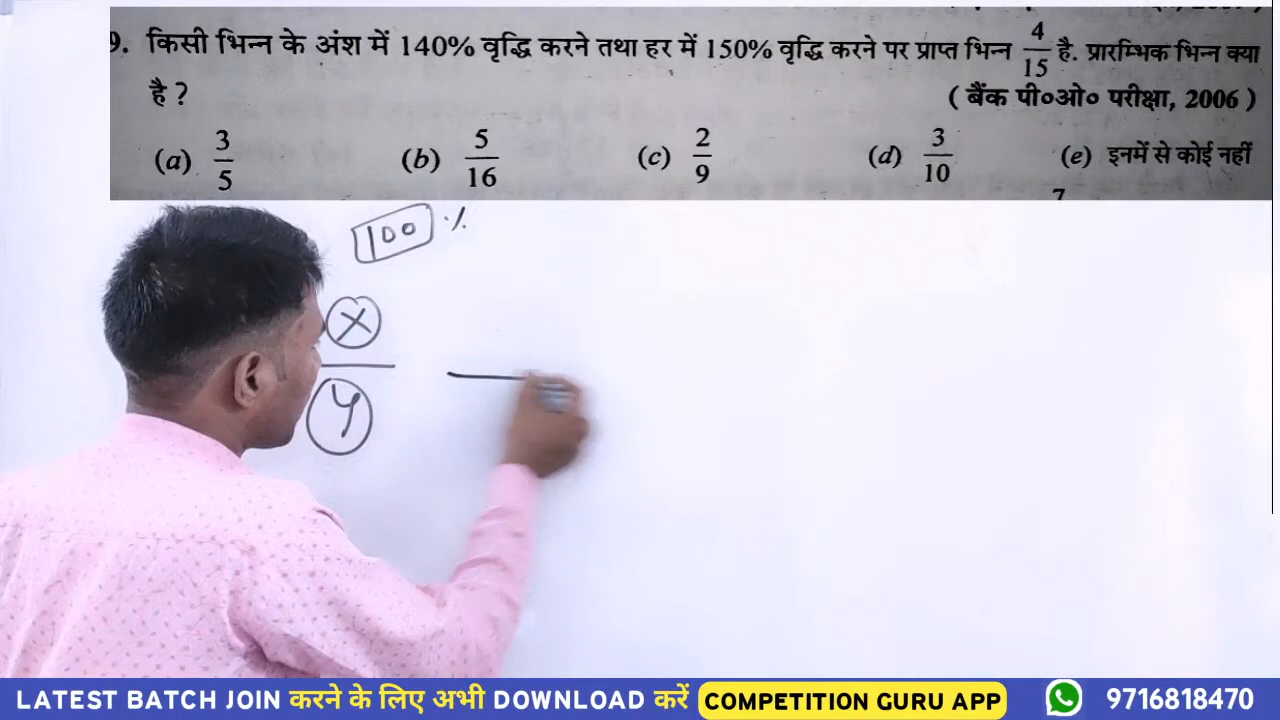 9. किसी भिन्न के अंश में 140% वृद्धि करने तथा हर में 150% वृद्धि करने पर प्राप्त भिन्न 4/15 है. प्रारम्भिक भिन्न क्या
है ?
( बैंक पी०ओ० परीक्षा, 2006 )
(a) 3/5 (b) 5/16 (c) 2/9 (d) 3/10 (e) इनमें से कोई नहीं
7
100 %
X
Y
LATEST BATCH JOIN करने के लिए अभी DOWNLOAD करें COMPETITION GURU APP 9716818470